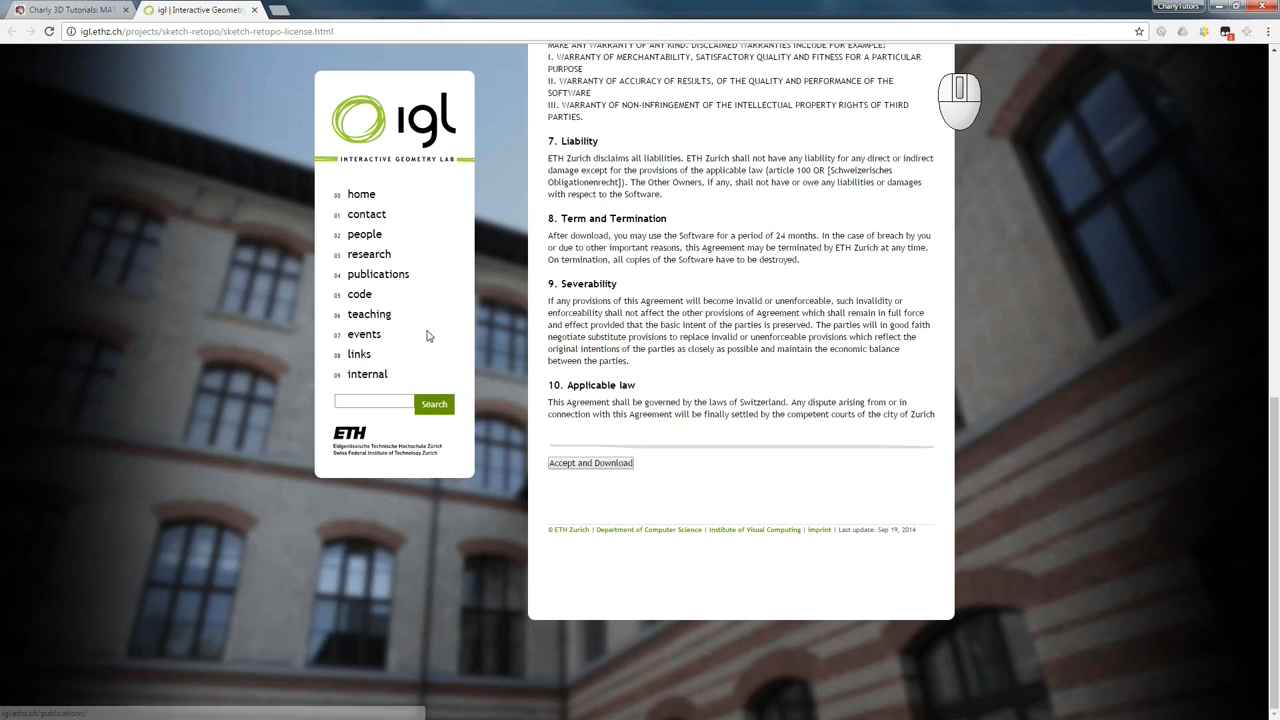 Charly 3D Tutorials: MAT
igl | Interactive Geometr
CharlyTutors
igl.ethz.ch/projects/sketch-retopo/sketch-retopo-license.html
2
igl
INTERACTIVE GEOMETRY LAB
00 home
01 contact
02 people
03 research
04 publications
05 code
06 teaching
07 events
08 links
09 internal
Search
ETH
Eidgenössische Technische Hochschule Zürich
Swiss Federal Institute of Technology Zurich
MAKE ANY WARRANTY OF ANY KIND. DISCLAIMED WARRANTIES INCLUDE FOR EXAMPLE:
I. WARRANTY OF MERCHANTABILITY, SATISFACTORY QUALITY AND FITNESS FOR A PARTICULAR
PURPOSE
II. WARRANTY OF ACCURACY OF RESULTS, OF THE QUALITY AND PERFORMANCE OF THE
SOFTWARE
III. WARRANTY OF NON-INFRINGEMENT OF THE INTELLECTUAL PROPERTY RIGHTS OF THIRD
PARTIES.
7. Liability
ETH Zurich disclaims all liabilities. ETH Zurich shall not have any liability for any direct or indirect
damage except for the provisions of the applicable law (article 100 OR [Schweizerisches
Obligationenrecht]). The Other Owners, if any, shall not have or owe any liabilities or damages
with respect to the Software.
8. Term and Termination
After download, you may use the Software for a period of 24 months. In the case of breach by you
or due to other important reasons, this Agreement may be terminated by ETH Zurich at any time.
On termination, all copies of the Software have to be destroyed.
9. Severability
If any provisions of this Agreement will become invalid or unenforceable, such invalidity or
enforceability shall not affect the other provisions of Agreement which shall remain in full force
and effect provided that the basic intent of the parties is preserved. The parties will in good faith
negotiate substitute provisions to replace invalid or unenforceable provisions which reflect the
original intentions of the parties as closely as possible and maintain the economic balance
between the parties.
10. Applicable law
This Agreement shall be governed by the laws of Switzerland. Any dispute arising from or in
connection with this Agreement will be finally settled by the competent courts of the city of Zurich
Accept and Download
© ETH Zurich | Department of Computer Science | Institute of Visual Computing | imprint | Last update: Sep 19, 2014
igl.ethz.ch/publications/